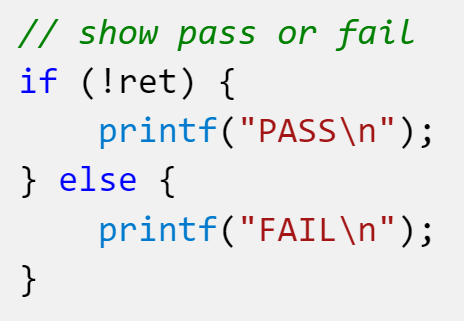 // show pass or fail
if (!ret) {
    printf("PASS\n");
} else {
    printf("FAIL\n");
}